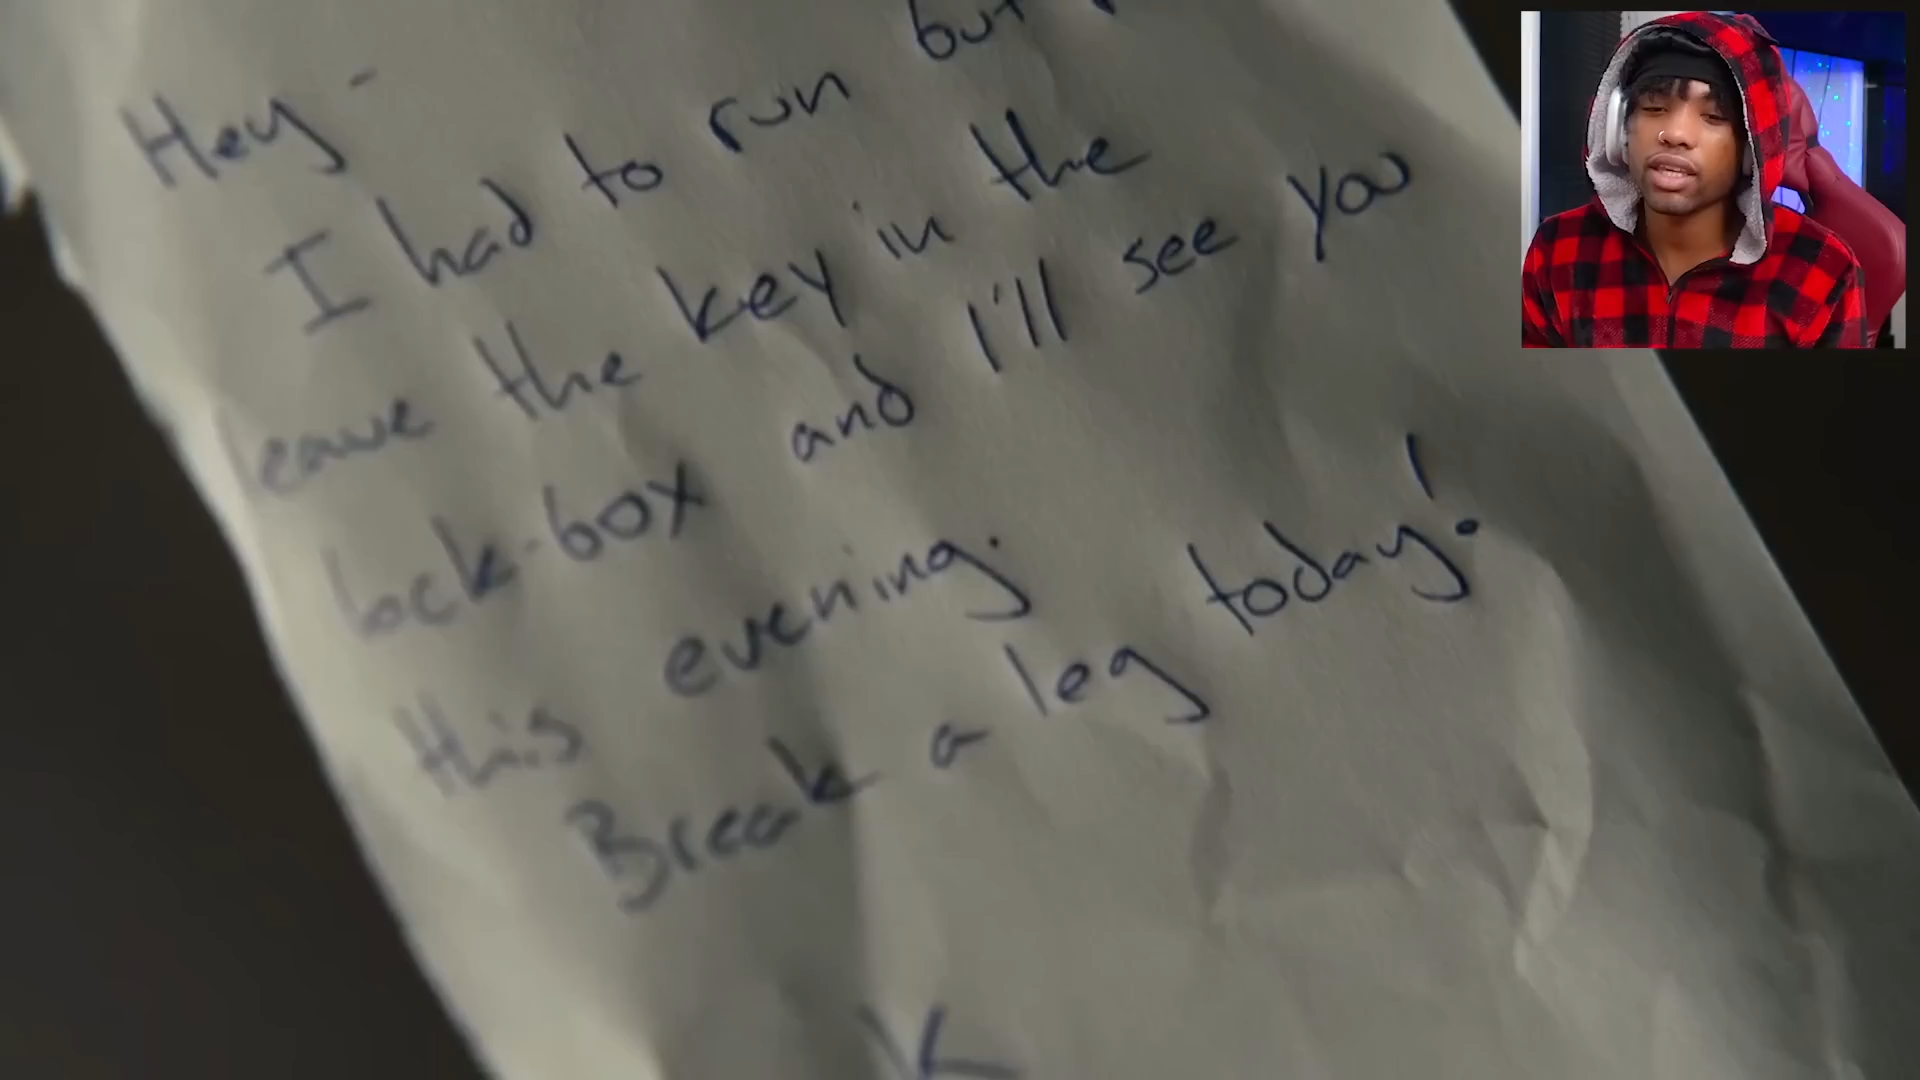 Hey -
I had to run but
leave the key in the
lock-box and I'll see you
this evening.
Break a leg today!
K